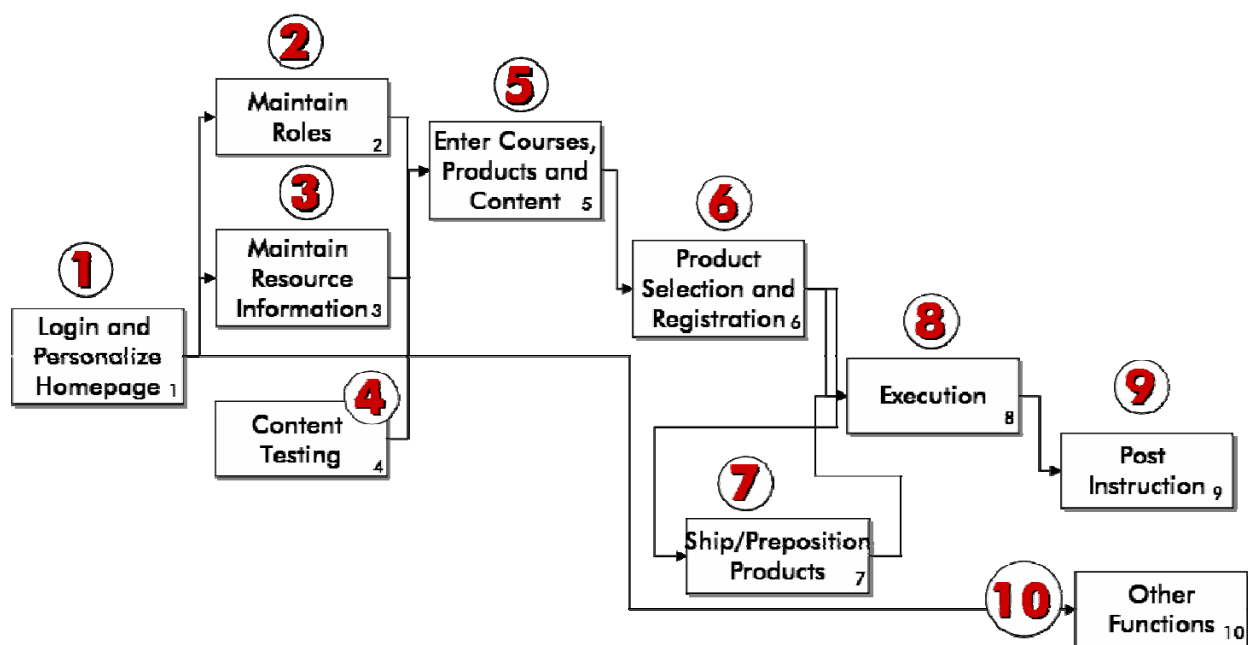 1
Login and
Personalize
Homepage 1
2
Maintain
Roles
2
3
Maintain
Resource
Information 3
4
Content
Testing
4
5
Enter Courses,
Products and
Content 5
6
Product
Selection and
Registration 6
7
Ship/Preposition
Products 7
8
Execution
8
9
Post
Instruction 9
10
Other
Functions 10